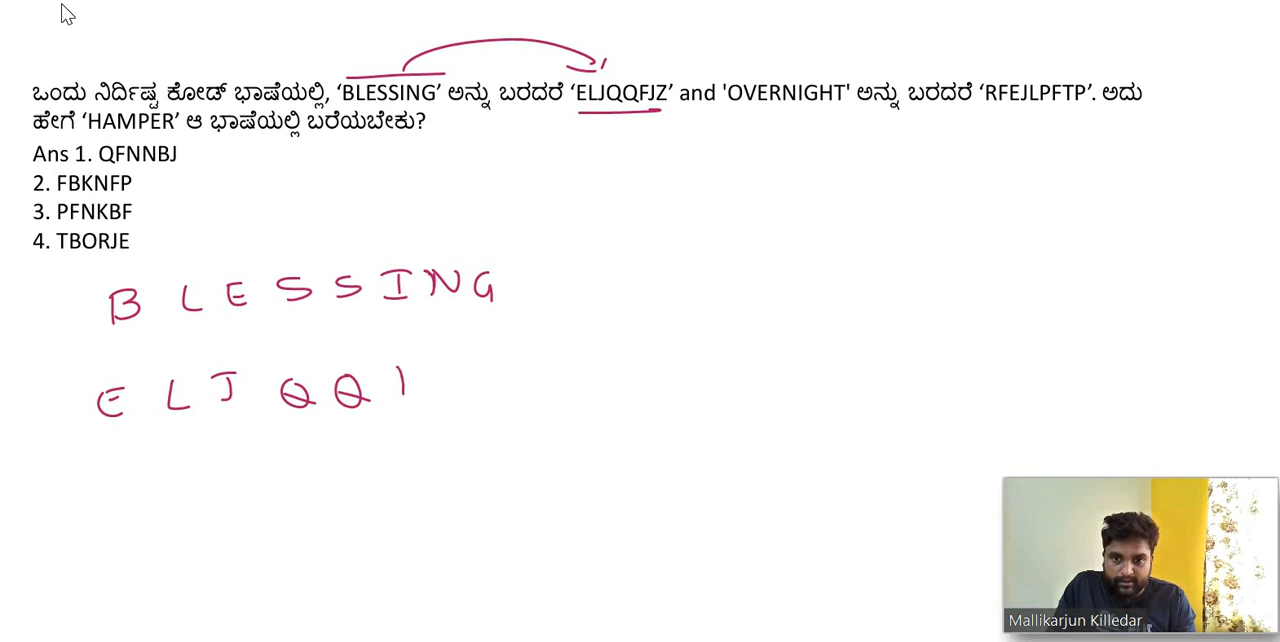 ಒಂದು ನಿರ್ದಿಷ್ಟ ಕೋಡ್ ಭಾಷೆಯಲ್ಲಿ, ‘BLESSING’ ಅನ್ನು ಬರದರೆ ‘ELJQQFJZ’ and 'OVERNIGHT' ಅನ್ನು ಬರದರೆ ‘RFEJLPFTP’. ಅದು
ಹೇಗೆ ‘HAMPER’ ಆ ಭಾಷೆಯಲ್ಲಿ ಬರೆಯಬೇಕು?
Ans 1. QFNNBJ
2. FBKNFP
3. PFNKBF
4. TBORJE
B L E S S I N G
E L J Q Q
Mallikarjun Killedar